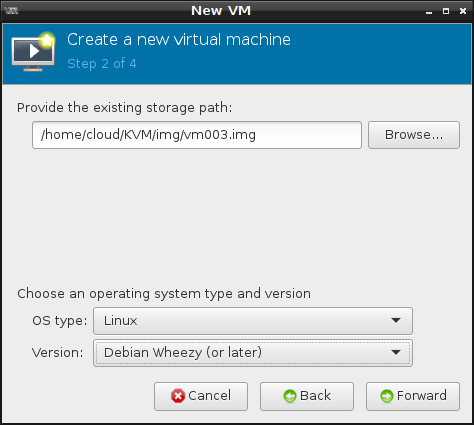 New VM
Create a new virtual machine
Step 2 of 4
Provide the existing storage path:
/home/cloud/KVM/img/vm003.img
Browse...
Choose an operating system type and version
OS type: Linux
Version: Debian Wheezy (or later)
Cancel Back Forward